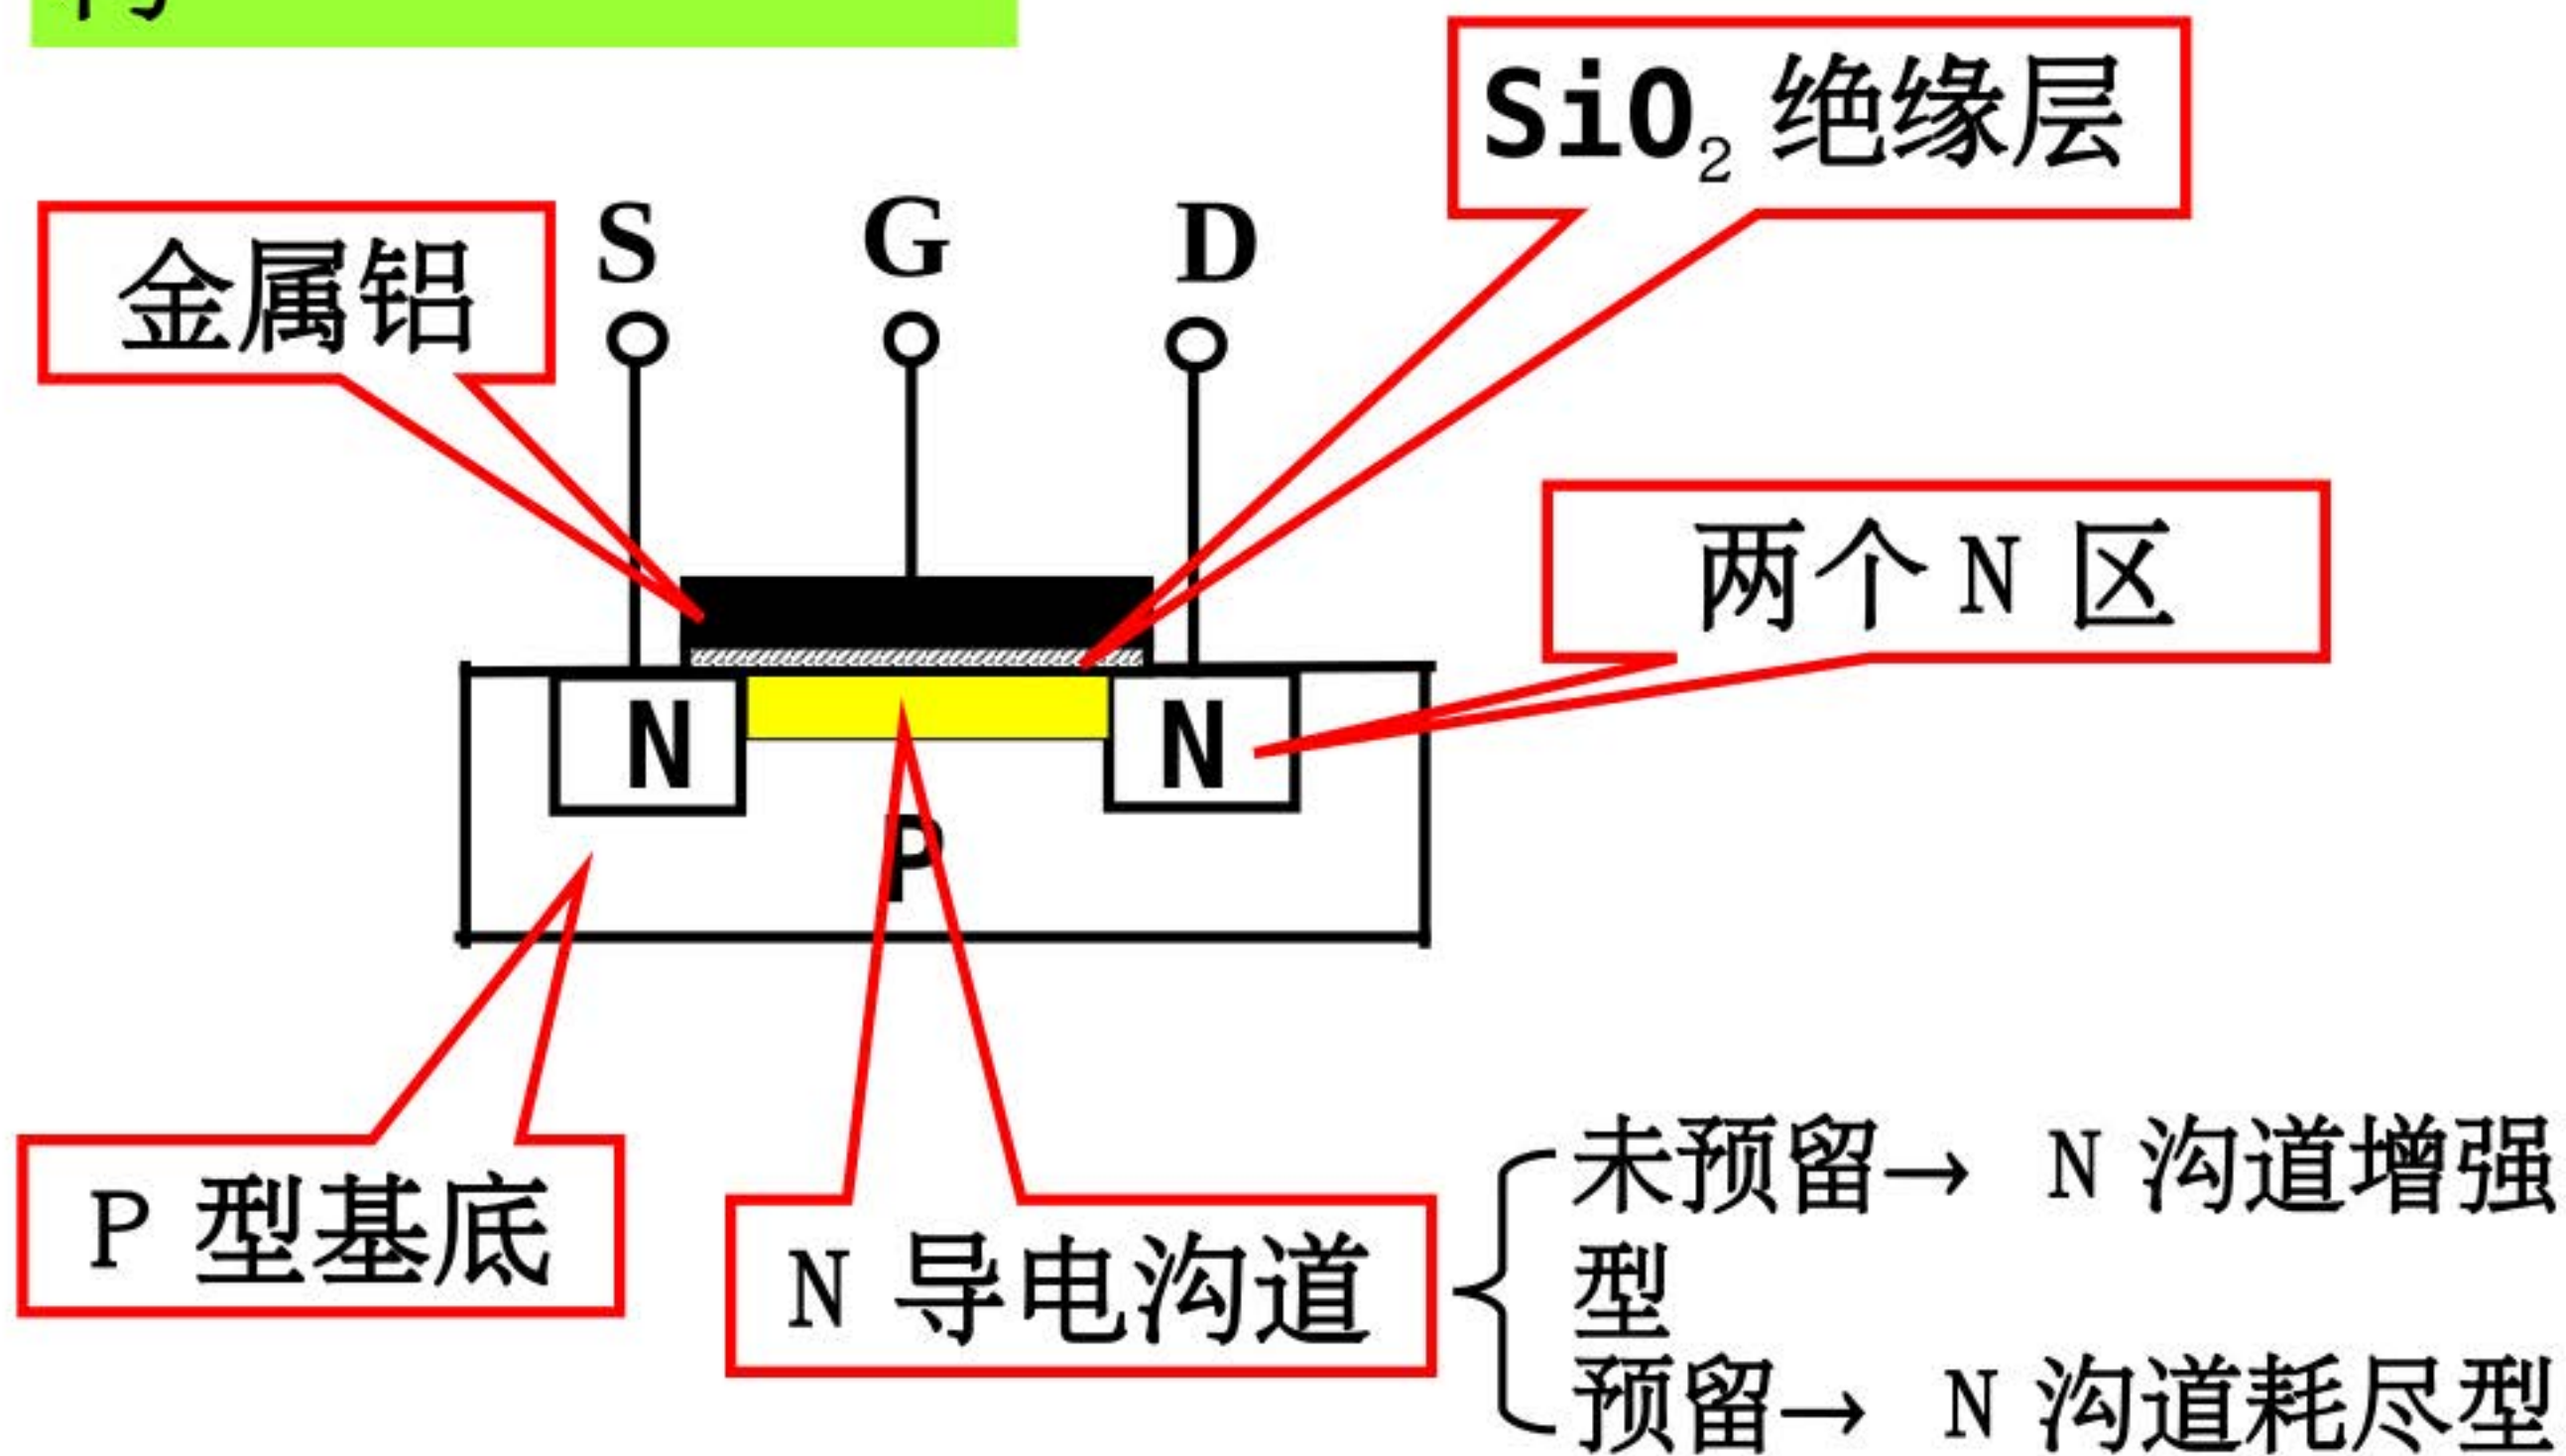 SiO₂ 绝缘层
金属铝
S G D
两个 N 区
N N
P
P 型基底
N 导电沟道
未预留→ N 沟道增强
型
预留→ N 沟道耗尽型